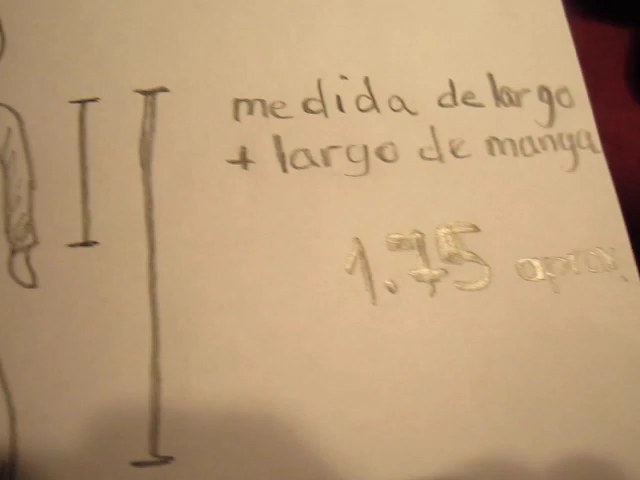 medida de largo
+ largo de manga
1.75 aprox.